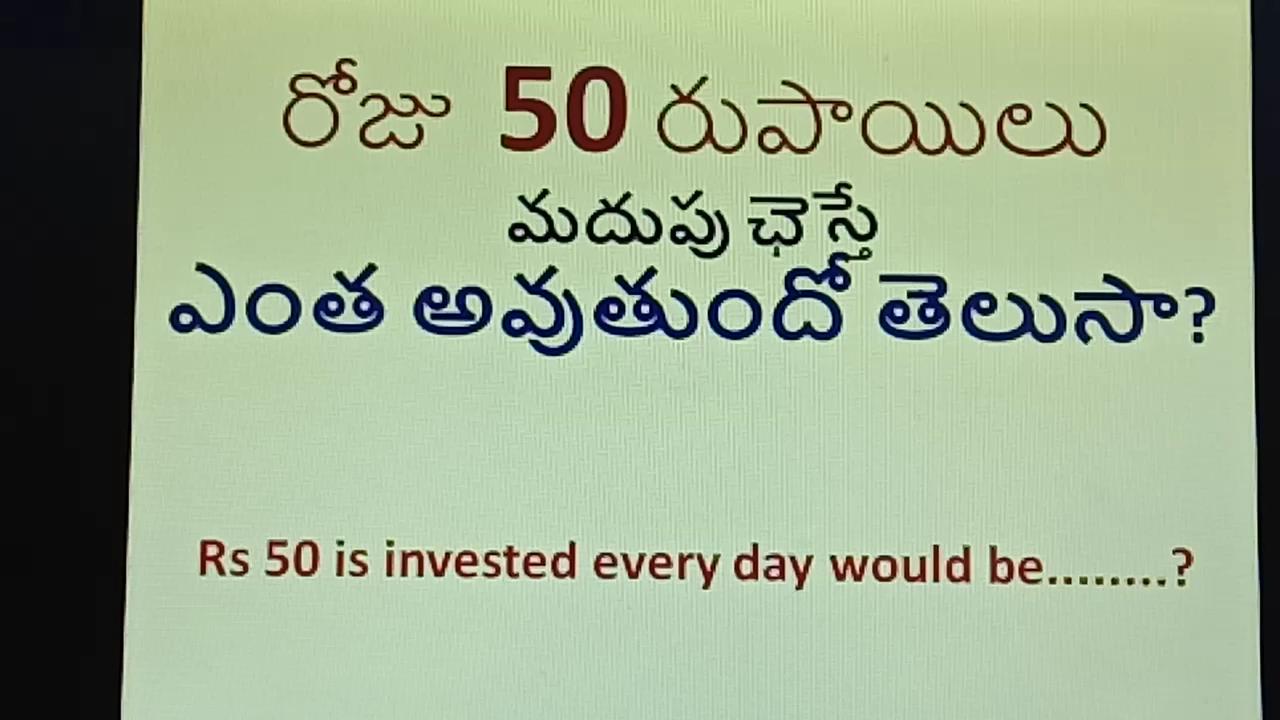 రోజు 50 రుపాయిలు
మదుపు ఛెస్తే
ఎంత అవుతుందో తెలుసా?
Rs 50 is invested every day would be........?